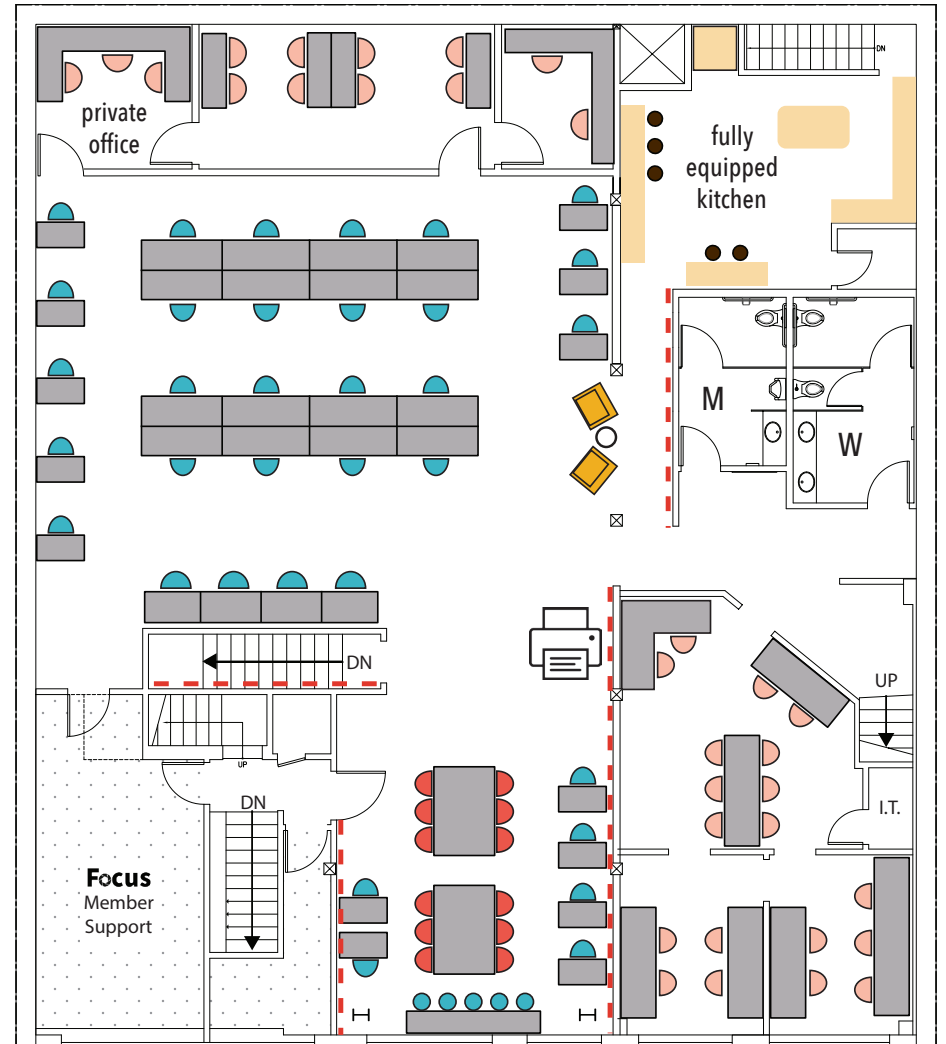 DN
private
office
fully
equipped
kitchen
M
W
DN
UP
UP
DN
I.T.
Focus
Member
Support